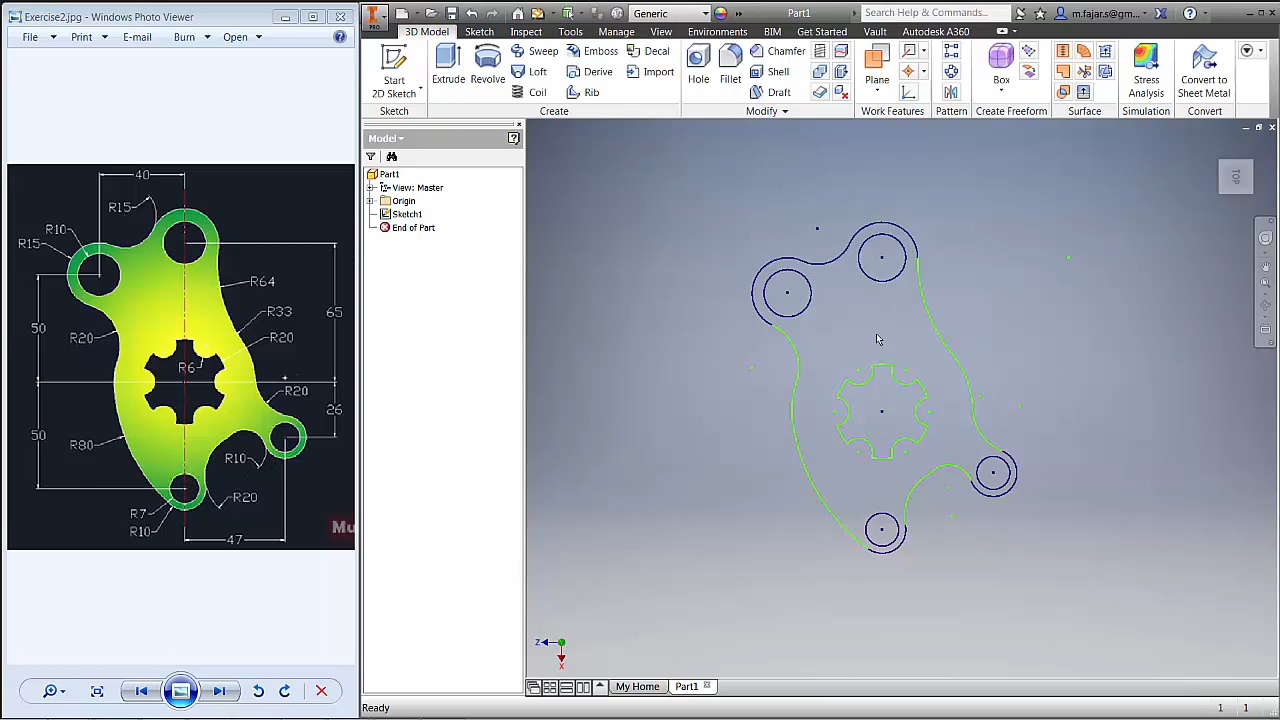 Exercise2.jpg - Windows Photo Viewer
File Print E-mail Burn Open
40
R15
R10
R15
R64
R33
65
50
R20
R20
R6
R20
26
50
R80
R10
R20
R7
R10
47
Mu
PRO
Generic
Part1
Search Help & Commands...
m.fajar.s@gm...
3D Model Sketch Inspect Tools Manage View Environments BIM Get Started Vault Autodesk A360
Start
2D Sketch
Sketch
Extrude Revolve
Sweep Emboss Decal
Loft Derive Import
Coil Rib
Create
Hole Fillet
Chamfer
Shell
Draft
Modify
Plane
Work Features
Pattern
Box
Create Freeform
Surface
Stress
Analysis
Simulation
Convert to
Sheet Metal
Convert
Model
Part1
View: Master
Origin
Sketch1
End of Part
TOP
Z
X
My Home Part1
Ready
1 1